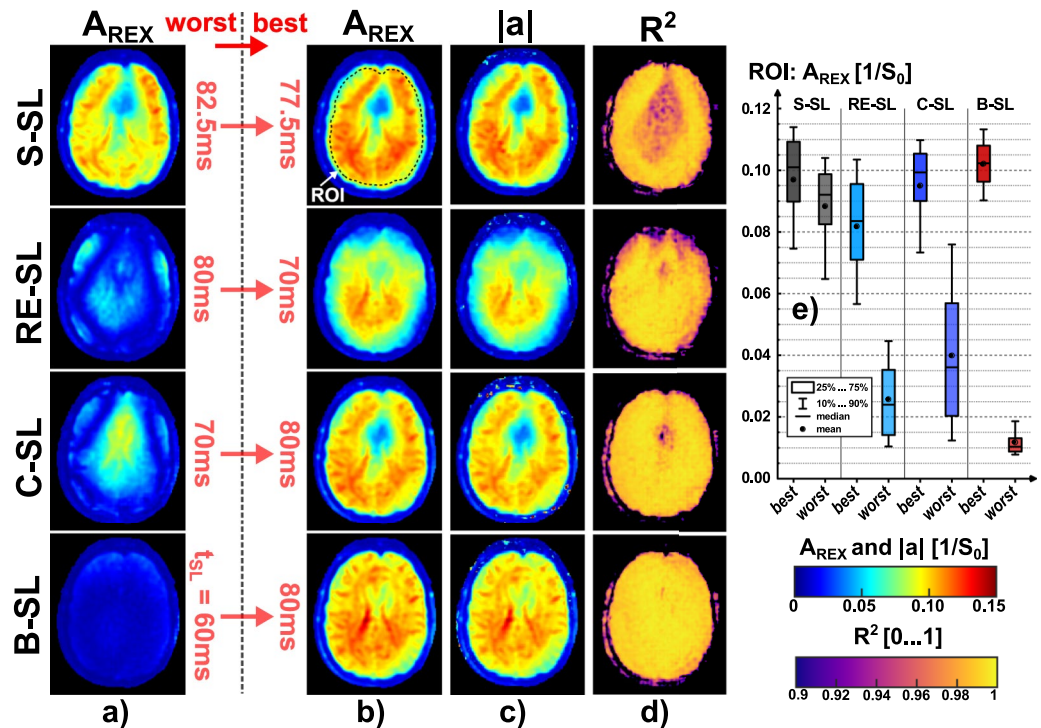 A_REX worst best A_REX |a| R²
S-SL 82.5ms 77.5ms
ROI
RE-SL 80ms 70ms
C-SL 70ms 80ms
B-SL t_SL = 60ms 80ms
a) b) c) d)
ROI: A_REX [1/S₀]
S-SL RE-SL C-SL B-SL
0.12
0.10
0.08
0.06
0.04
0.02
0.00
e)
25% ... 75%
10% ... 90%
median
mean
best worst best worst best worst best worst
A_REX and |a| [1/S₀]
0 0.05 0.10 0.15
R² [0...1]
0.9 0.92 0.94 0.96 0.98 1